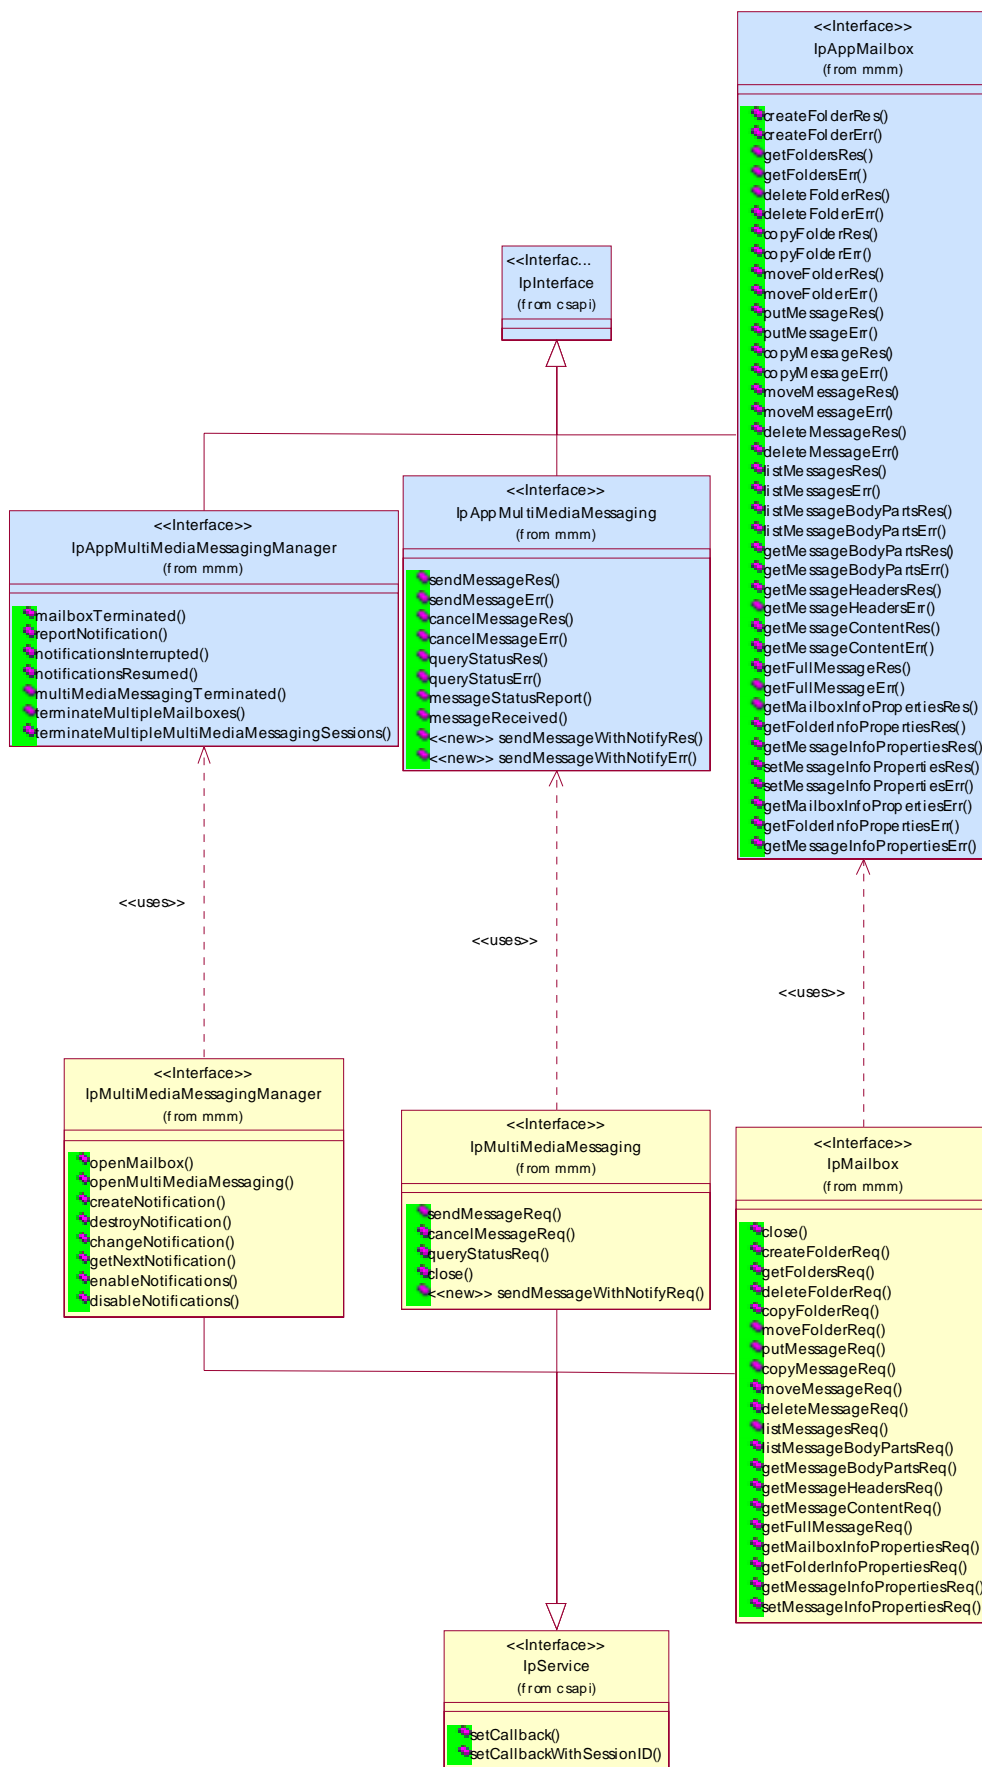 <<Interface>>
IpAppMailbox
(from mmm)
createFolderRes()
createFolderErr()
getFoldersRes()
getFoldersErr()
deleteFolderRes()
deleteFolderErr()
copyFolderRes()
copyFolderErr()
moveFolderRes()
moveFolderErr()
putMessageRes()
putMessageErr()
copyMessageRes()
copyMessageErr()
moveMessageRes()
moveMessageErr()
deleteMessageRes()
deleteMessageErr()
listMessagesRes()
listMessagesErr()
listMessageBodyPartsRes()
listMessageBodyPartsErr()
getMessageBodyPartsRes()
getMessageBodyPartsErr()
getMessageHeadersRes()
getMessageHeadersErr()
getMessageContentRes()
getMessageContentErr()
getFullMessageRes()
getFullMessageErr()
getMailboxInfoPropertiesRes()
getFolderInfoPropertiesRes()
getMessageInfoPropertiesRes()
setMessageInfoPropertiesRes()
setMessageInfoPropertiesErr()
getMailboxInfoPropertiesErr()
getFolderInfoPropertiesErr()
getMessageInfoPropertiesErr()
<<Interfac...
IpInterface
(from csapi)
<<Interface>>
IpAppMultiMediaMessagingManager
(from mmm)
mailboxTerminated()
reportNotification()
notificationsInterrupted()
notificationsResumed()
multiMediaMessagingTerminated()
terminateMultipleMailboxes()
terminateMultipleMultiMediaMessagingSessions()
<<Interface>>
IpAppMultiMediaMessaging
(from mmm)
sendMessageRes()
sendMessageErr()
cancelMessageRes()
cancelMessageErr()
queryStatusRes()
queryStatusErr()
messageStatusReport()
messageReceived()
<<new>> sendMessageWithNotifyRes()
<<new>> sendMessageWithNotifyErr()
<<uses>>
<<uses>>
<<uses>>
<<Interface>>
IpMultiMediaMessagingManager
(from mmm)
openMailbox()
openMultiMediaMessaging()
createNotification()
destroyNotification()
changeNotification()
getNextNotification()
enableNotifications()
disableNotifications()
<<Interface>>
IpMultiMediaMessaging
(from mmm)
sendMessageReq()
cancelMessageReq()
queryStatusReq()
close()
<<new>> sendMessageWithNotifyReq()
<<Interface>>
IpMailbox
(from mmm)
close()
createFolderReq()
getFoldersReq()
deleteFolderReq()
copyFolderReq()
moveFolderReq()
putMessageReq()
copyMessageReq()
moveMessageReq()
deleteMessageReq()
listMessagesReq()
listMessageBodyPartsReq()
getMessageBodyPartsReq()
getMessageHeadersReq()
getMessageContentReq()
getFullMessageReq()
getMailboxInfoPropertiesReq()
getFolderInfoPropertiesReq()
getMessageInfoPropertiesReq()
setMessageInfoPropertiesReq()
<<Interface>>
IpService
(from csapi)
setCallback()
setCallbackWithSessionID()